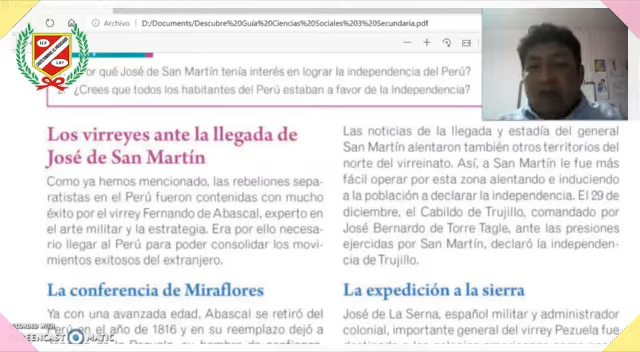 Archivo
D:/Documents/Descubre%20Guía%20Ciencias%20Sociales%203%20Secundaria.pdf
or qué José de San Martín tenía interés en lograr la independencia del Perú?
¿Crees que todos los habitantes del Perú estaban a favor de la Independencia?
Los virreyes ante la llegada de
José de San Martín
Como ya hemos mencionado, las rebeliones sepa-
ratistas en el Perú fueron contenidas con mucho
éxito por el virrey Fernando de Abascal, experto en
el arte militar y la estrategia. Era por ello necesa-
rio llegar al Perú para poder consolidar los movi-
mientos exitosos del extranjero.
La conferencia de Miraflores
Ya con una avanzada edad, Abascal se retiró del
Perú en el año de 1816 y en su reemplazo dejó a
Las noticias de la llegada y estadía del general
San Martín alentaron también otros territorios del
norte del virreinato. Así, a San Martín le fue más
fácil operar por esta zona alentando e induciendo
a la población a declarar la independencia. El 29 de
diciembre, el Cabildo de Trujillo, comandado por
José Bernardo de Torre Tagle, ante las presiones
ejercidas por San Martín, declaró la independen-
cia de Trujillo.
La expedición a la sierra
José de La Serna, español militar y administrador
colonial, importante general del virrey Pezuela fue